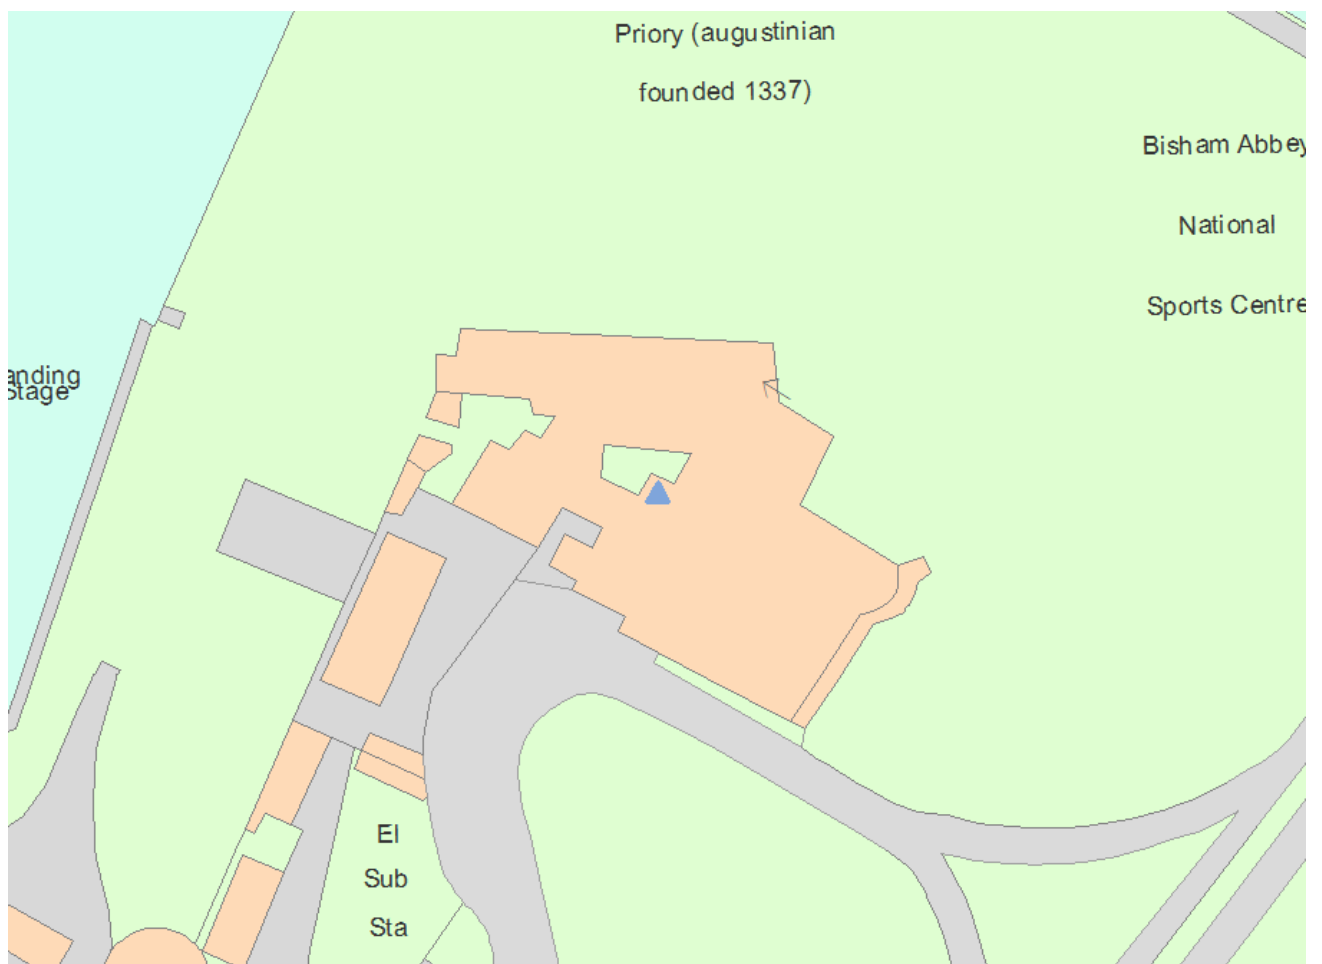 Priory (augustinian
founded 1337)
Bisham Abbey
National
Sports Centre
anding
Stage
El
Sub
Sta